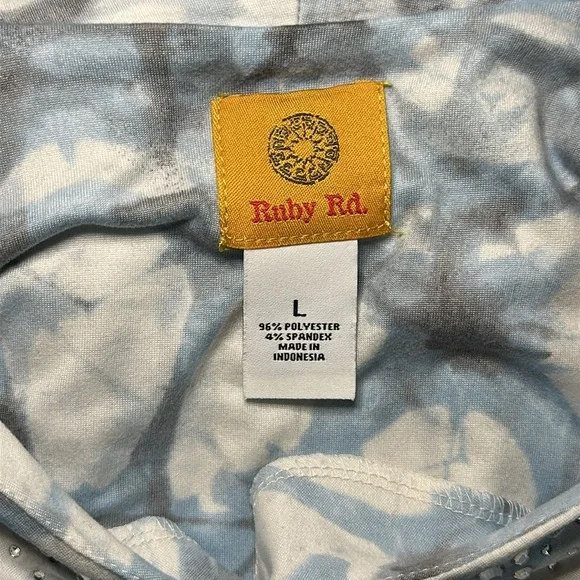 Ruby Rd.
L
96% POLYESTER
4% SPANDEX
MADE IN
INDONESIA